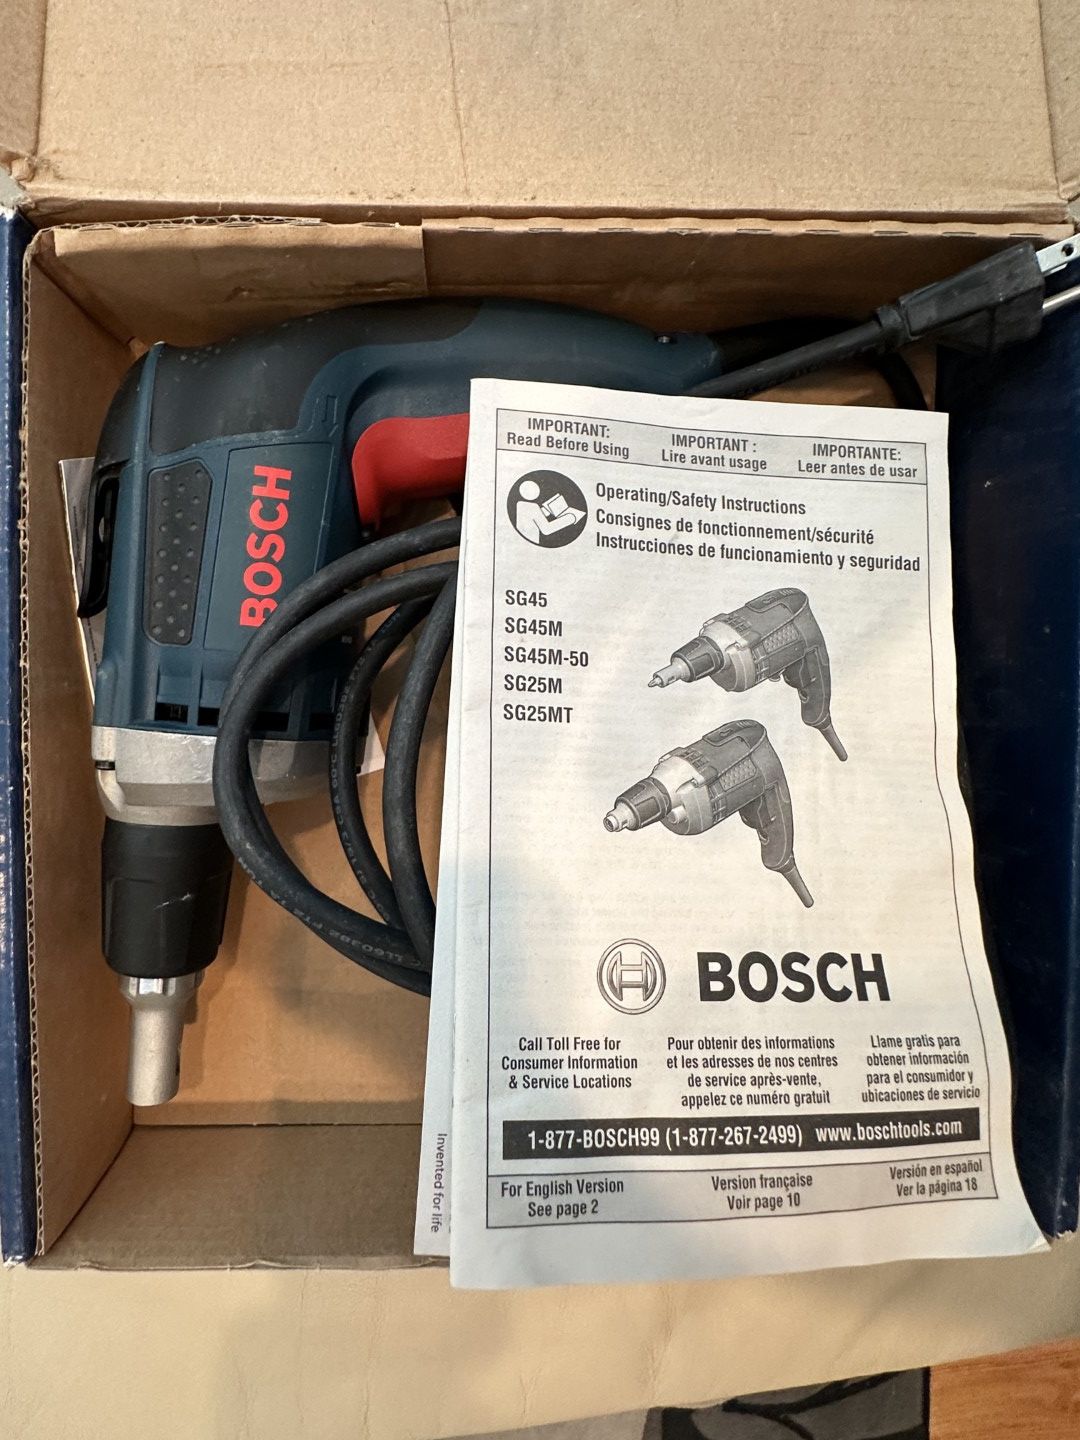 BOSCH
IMPORTANT:
Read Before Using
IMPORTANT :
Lire avant usage
IMPORTANTE:
Leer antes de usar
Operating/Safety Instructions
Consignes de fonctionnement/sécurité
Instrucciones de funcionamiento y seguridad
SG45
SG45M
SG45M-50
SG25M
SG25MT
BOSCH
Call Toll Free for
Consumer Information
& Service Locations
Pour obtenir des informations
et les adresses de nos centres
de service après-vente,
appelez ce numéro gratuit
Llame gratis para
obtener información
para el consumidor y
ubicaciones de servicio
1-877-BOSCH99 (1-877-267-2499) www.boschtools.com
For English Version
See page 2
Version française
Voir page 10
Versión en español
Ver la página 18
Invented for life